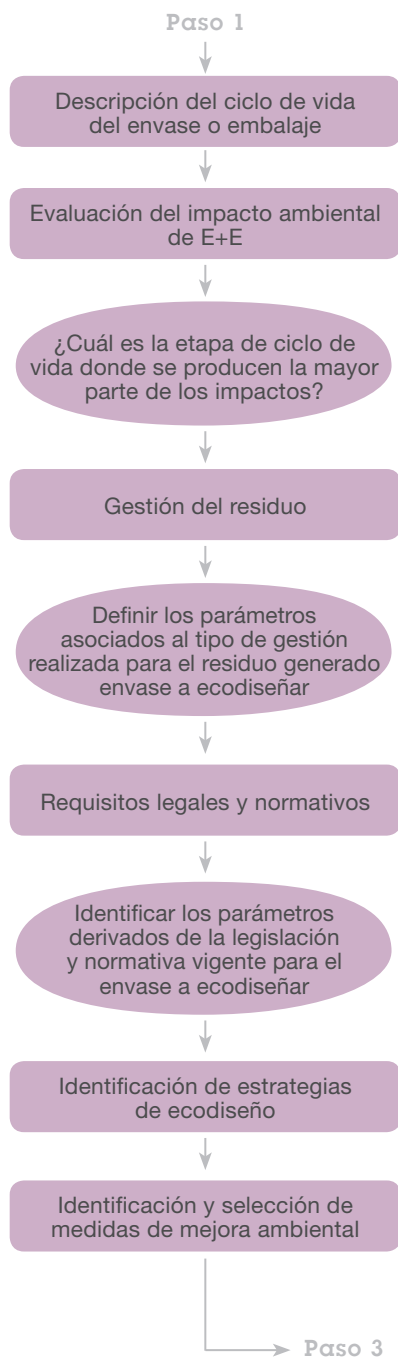 Paso 1
Descripción del ciclo de vida
del envase o embalaje
Evaluación del impacto ambiental
de E+E
¿Cuál es la etapa de ciclo de
vida donde se producen la mayor
parte de los impactos?
Gestión del residuo
Definir los parámetros
asociados al tipo de gestión
realizada para el residuo generado
envase a ecodiseñar
Requisitos legales y normativos
Identificar los parámetros
derivados de la legislación
y normativa vigente para el
envase a ecodiseñar
Identificación de estrategias
de ecodiseño
Identificación y selección de
medidas de mejora ambiental
Paso 3